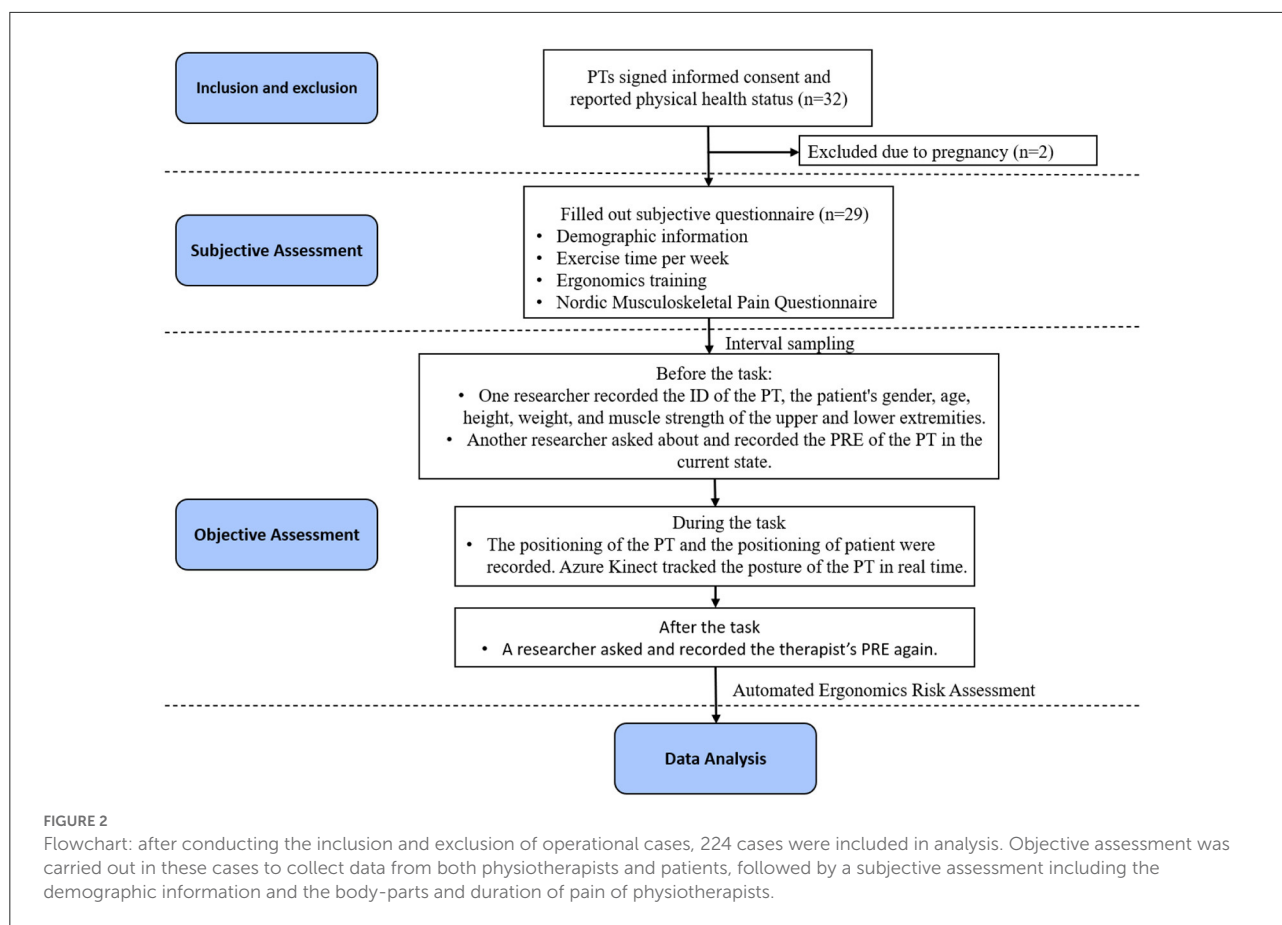 Inclusion and exclusion
PTs signed informed consent and
reported physical health status (n=32)
Excluded due to pregnancy (n=2)
Subjective Assessment
Filled out subjective questionnaire (n=29)
• Demographic information
• Exercise time per week
• Ergonomics training
• Nordic Musculoskeletal Pain Questionnaire
Interval sampling
Objective Assessment
Before the task:
• One researcher recorded the ID of the PT, the patient's gender, age,
height, weight, and muscle strength of the upper and lower extremities.
• Another researcher asked about and recorded the PRE of the PT in the
current state.
During the task
• The positioning of the PT and the positioning of patient were
recorded. Azure Kinect tracked the posture of the PT in real time.
After the task
• A researcher asked and recorded the therapist's PRE again.
Automated Ergonomics Risk Assessment
Data Analysis
FIGURE 2
Flowchart: after conducting the inclusion and exclusion of operational cases, 224 cases were included in analysis. Objective assessment was
carried out in these cases to collect data from both physiotherapists and patients, followed by a subjective assessment including the
demographic information and the body-parts and duration of pain of physiotherapists.